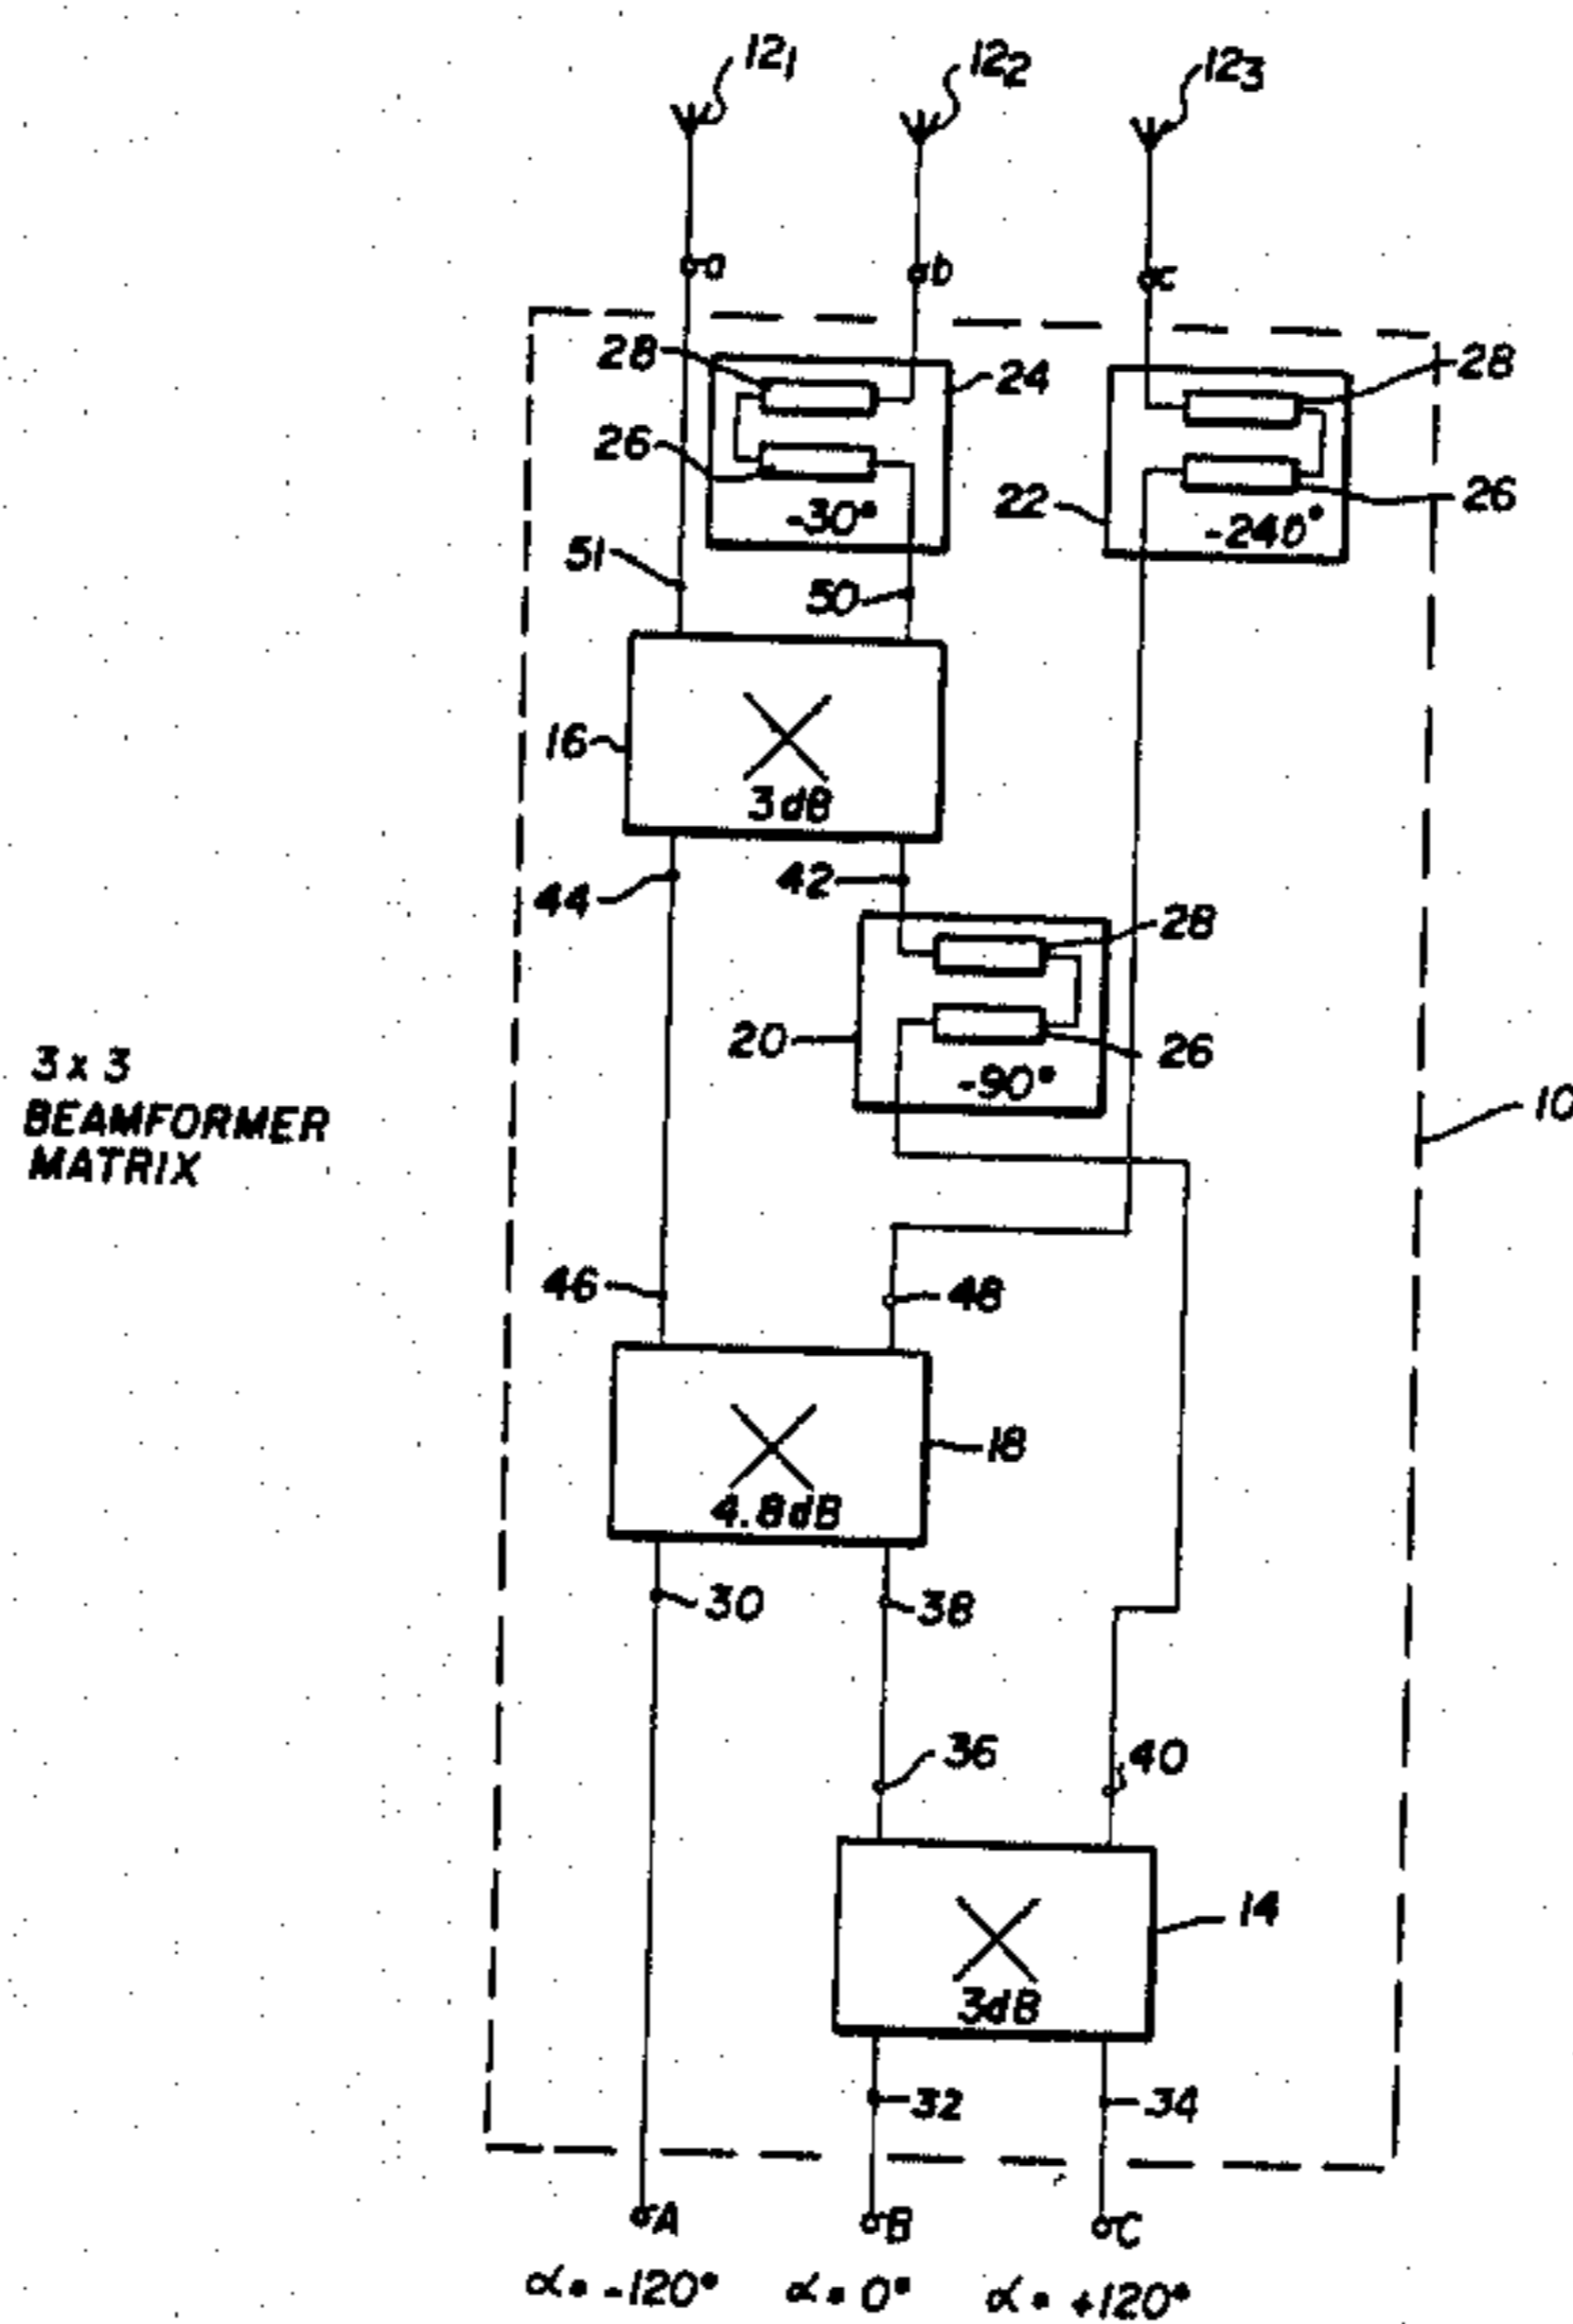 12₁ 12₂ 12₃
a b c
28 24 28
26 22 26
-30° -240°
51 50
16
3dB
44 42
28
20 26
-90°
3 x 3
BEAMFORMER
MATRIX
10
46 48
18
4.8dB
30 38
36 40
14
3dB
32 34
A B C
α = -120° α = 0° α = +120°